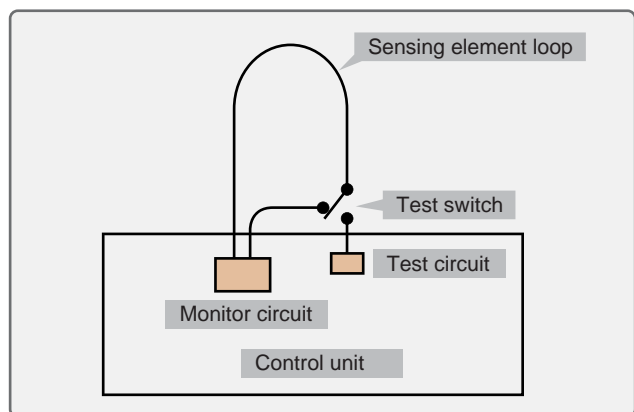 Sensing element loop
Test switch
Test circuit
Monitor circuit
Control unit